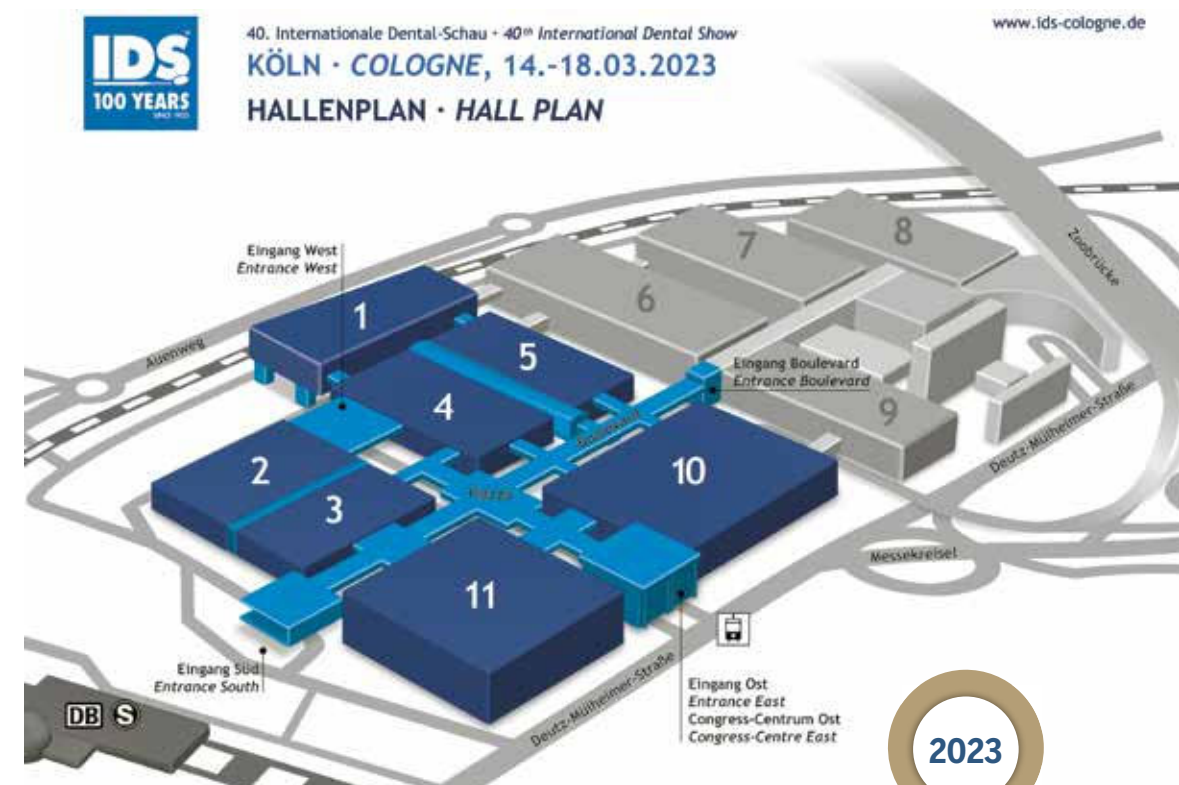 IDS
100 YEARS
SINCE 1923
40. Internationale Dental-Schau · 40th International Dental Show
KÖLN · COLOGNE, 14.-18.03.2023
HALLENPLAN · HALL PLAN
www.ids-cologne.de
Eingang West
Entrance West
Auenweg
Zoobrücke
1
2
3
4
5
6
7
8
9
10
11
Eingang Boulevard
Entrance Boulevard
Boulevard
Piazza
Deutz-Mülheimer-Straße
Messekreisel
Eingang Süd
Entrance South
DB S
Deutz-Mülheimer-Straße
Eingang Ost
Entrance East
Congress-Centrum Ost
Congress-Centre East
2023